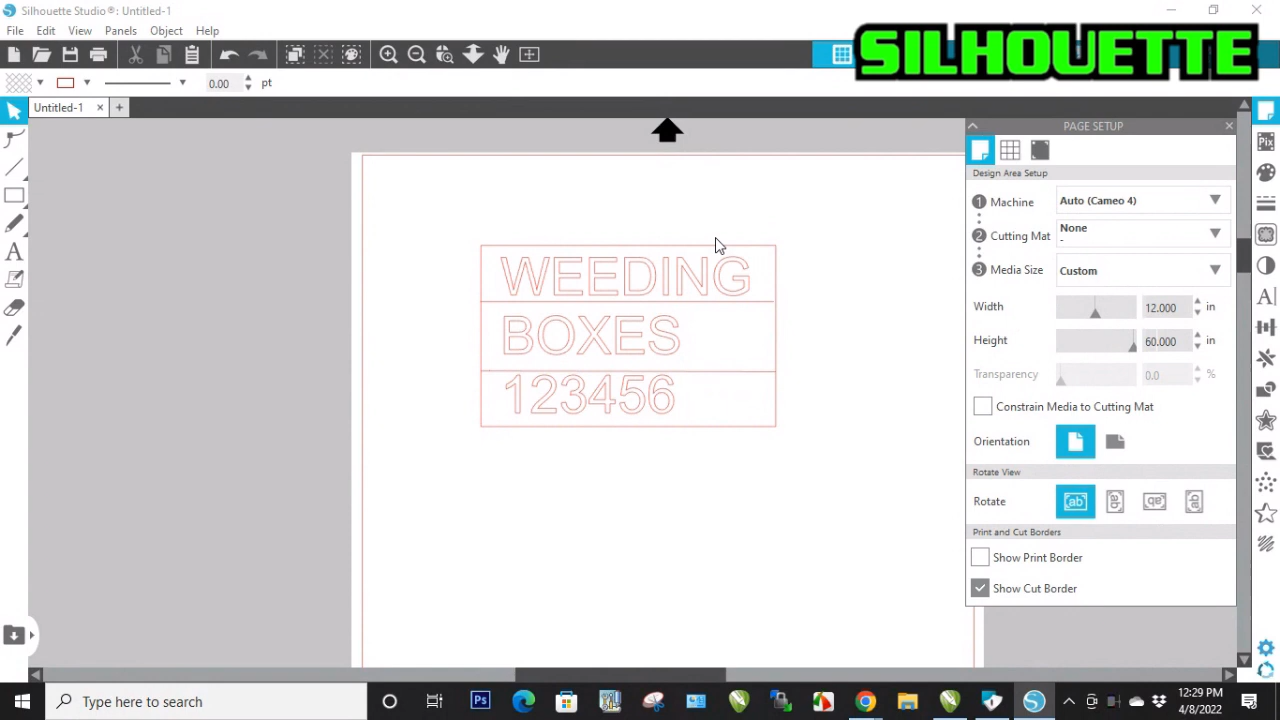 Silhouette Studio®: Untitled-1
File Edit View Panels Object Help
SILHOUETTE
0.00 pt
Untitled-1
PAGE SETUP
Design Area Setup
1 Machine Auto (Cameo 4)
2 Cutting Mat None
-
3 Media Size Custom
Width 12.000 in
Height 60.000 in
Transparency 0.0 %
Constrain Media to Cutting Mat
Orientation
Rotate View
Rotate
Print and Cut Borders
Show Print Border
Show Cut Border
WEEDING
BOXES
123456
Type here to search
12:29 PM
4/8/2022